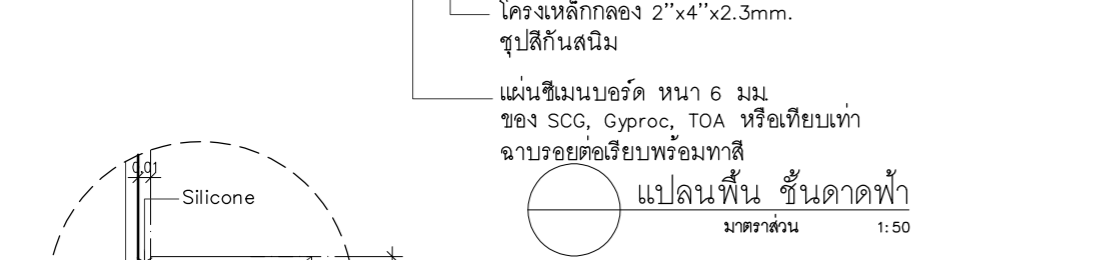 โครงเหล็กกลอง 2’’x4’’x2.3mm.
ชุปสีกันสนิม
แผ่นซีเมนบอร์ด หนา 6 มม.
ของ SCG, Gyproc, TOA หรือเทียบเท่า
ฉาบรอยต่อเรียบพร้อมทาสี
0.01
Silicone
แปลนพื้น ชั้นดาดฟ้า
มาตราส่วน 1:50